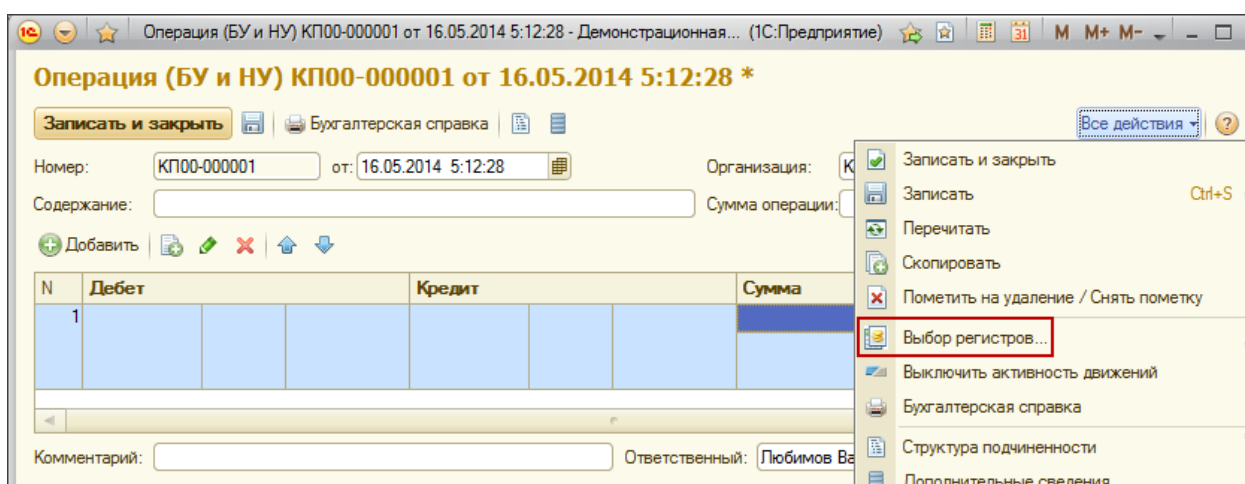 Операция (БУ и НУ) КП00-000001 от 16.05.2014 5:12:28 - Демонстрационная... (1С:Предприятие) 31 M M+ M-
Операция (БУ и НУ) КП00-000001 от 16.05.2014 5:12:28 *
Записать и закрыть Бухгалтерская справка Все действия ?
Номер: КП00-000001 от: 16.05.2014 5:12:28 Организация: К
Содержание: Сумма операции:
Добавить
N Дебет Кредит Сумма
1
Комментарий: Ответственный: Любимов Ва
Записать и закрыть
Записать Ctrl+S
Перечитать
Скопировать
Пометить на удаление / Снять пометку
Выбор регистров...
Выключить активность движений
Бухгалтерская справка
Структура подчиненности
Дополнительные сведения